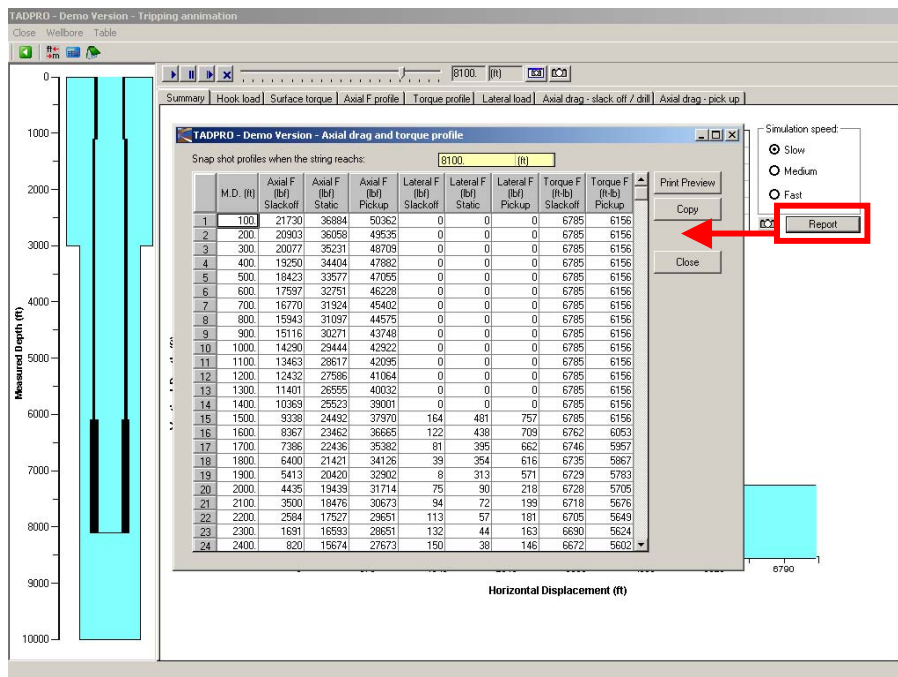 TADPRO - Demo Version - Tripping annimation
Close Wellbore Table
8100. (ft)
Summary Hook load Surface torque Axial F profile Torque profile Lateral load Axial drag - slack off / drill Axial drag - pick up
0
1000
2000
3000
4000
5000
6000
7000
8000
9000
10000
Measured Depth (ft)
TADPRO - Demo Version - Axial drag and torque profile
Snap shot profiles when the string reachs: 8100. (ft)
M.D. (ft) Axial F (lbf) Slackoff Axial F (lbf) Static Axial F (lbf) Pickup Lateral F (lbf) Slackoff Lateral F (lbf) Static Lateral F (lbf) Pickup Torque F (ft-lb) Slackoff Torque F (ft-lb) Pickup
1 100. 21730 36884 50362 0 0 0 6785 6156
2 200. 20903 36058 49535 0 0 0 6785 6156
3 300. 20077 35231 48709 0 0 0 6785 6156
4 400. 19250 34404 47882 0 0 0 6785 6156
5 500. 18423 33577 47055 0 0 0 6785 6156
6 600. 17597 32751 46228 0 0 0 6785 6156
7 700. 16770 31924 45402 0 0 0 6785 6156
8 800. 15943 31097 44575 0 0 0 6785 6156
9 900. 15116 30271 43748 0 0 0 6785 6156
10 1000. 14290 29444 42922 0 0 0 6785 6156
11 1100. 13463 28617 42095 0 0 0 6785 6156
12 1200. 12432 27586 41064 0 0 0 6785 6156
13 1300. 11401 26555 40032 0 0 0 6785 6156
14 1400. 10369 25523 39001 0 0 0 6785 6156
15 1500. 9338 24492 37970 164 481 757 6785 6156
16 1600. 8367 23462 36665 122 438 709 6762 6053
17 1700. 7386 22436 35382 81 395 662 6746 5957
18 1800. 6400 21421 34126 39 354 616 6735 5867
19 1900. 5413 20420 32902 8 313 571 6729 5783
20 2000. 4435 19439 31714 75 90 218 6728 5705
21 2100. 3500 18476 30673 94 72 199 6718 5676
22 2200. 2584 17527 29651 113 57 181 6705 5649
23 2300. 1691 16593 28651 132 44 163 6690 5624
24 2400. 820 15674 27673 150 38 146 6672 5602
Print Preview
Copy
Close
Simulation speed:
Slow
Medium
Fast
Report
6790
Horizontal Displacement (ft)